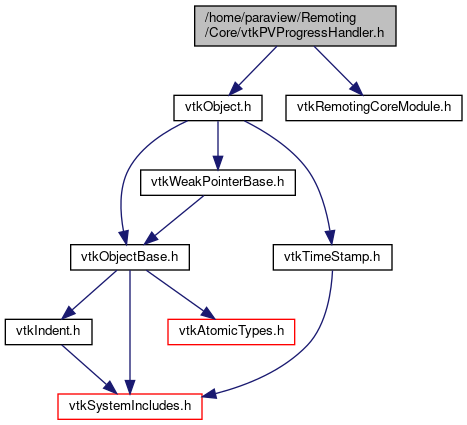 /home/paraview/Remoting
/Core/vtkPVProgressHandler.h
vtkObject.h
vtkRemotingCoreModule.h
vtkWeakPointerBase.h
vtkObjectBase.h
vtkTimeStamp.h
vtkIndent.h
vtkAtomicTypes.h
vtkSystemIncludes.h